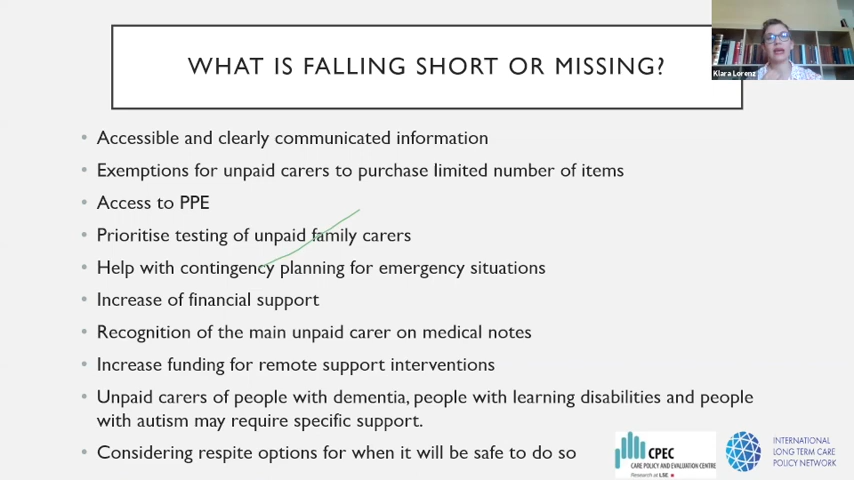 WHAT IS FALLING SHORT OR MISSING?
Klara Lorenz
• Accessible and clearly communicated information
• Exemptions for unpaid carers to purchase limited number of items
• Access to PPE
• Prioritise testing of unpaid family carers
• Help with contingency planning for emergency situations
• Increase of financial support
• Recognition of the main unpaid carer on medical notes
• Increase funding for remote support interventions
• Unpaid carers of people with dementia, people with learning disabilities and people
with autism may require specific support.
• Considering respite options for when it will be safe to do so
CPEC
CARE POLICY AND EVALUATION CENTRE
Research at LSE
INTERNATIONAL
LONG TERM CARE
POLICY NETWORK